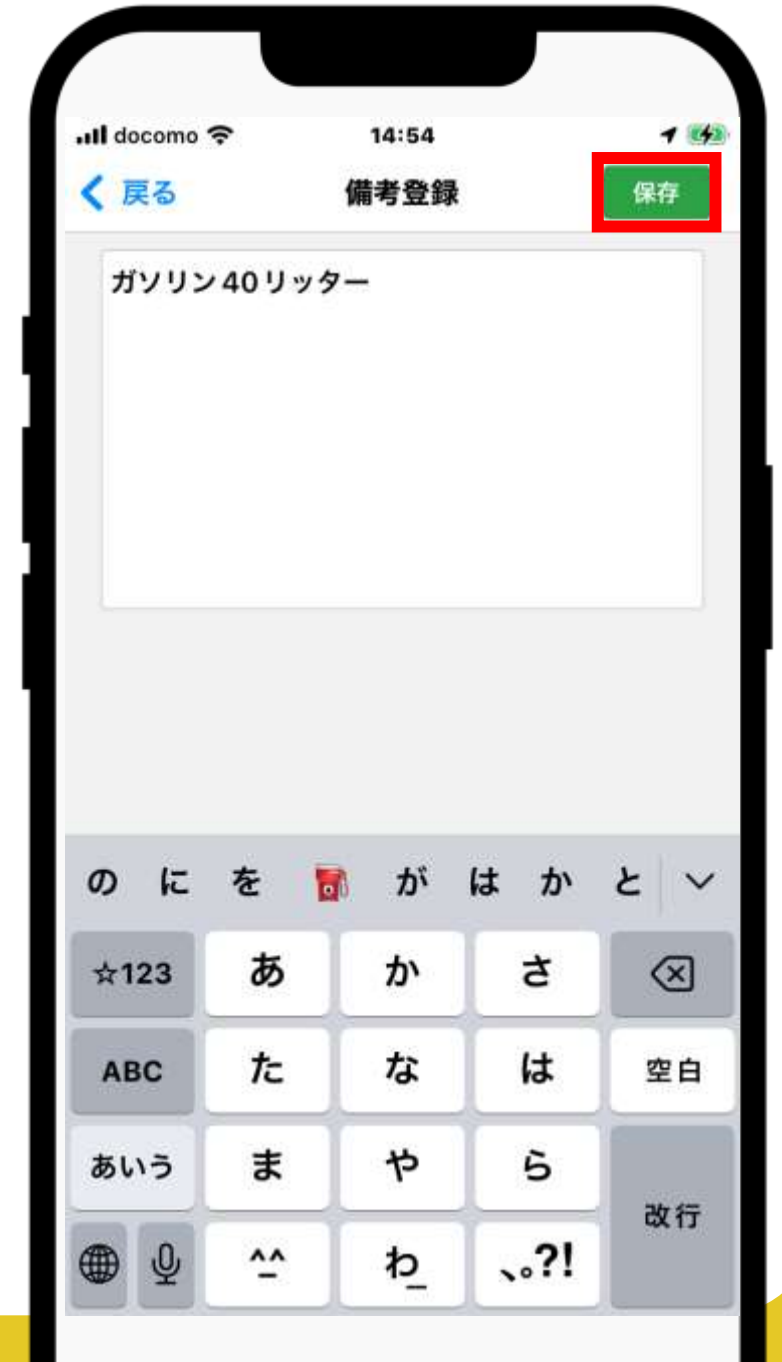 docomo 14:54
戻る 備考登録 保存
ガソリン40リッター
の に を が は か と
☆123 あ か さ
ABC た な は 空白
あいう ま や ら
改行
^_^ わ_ 、。?!